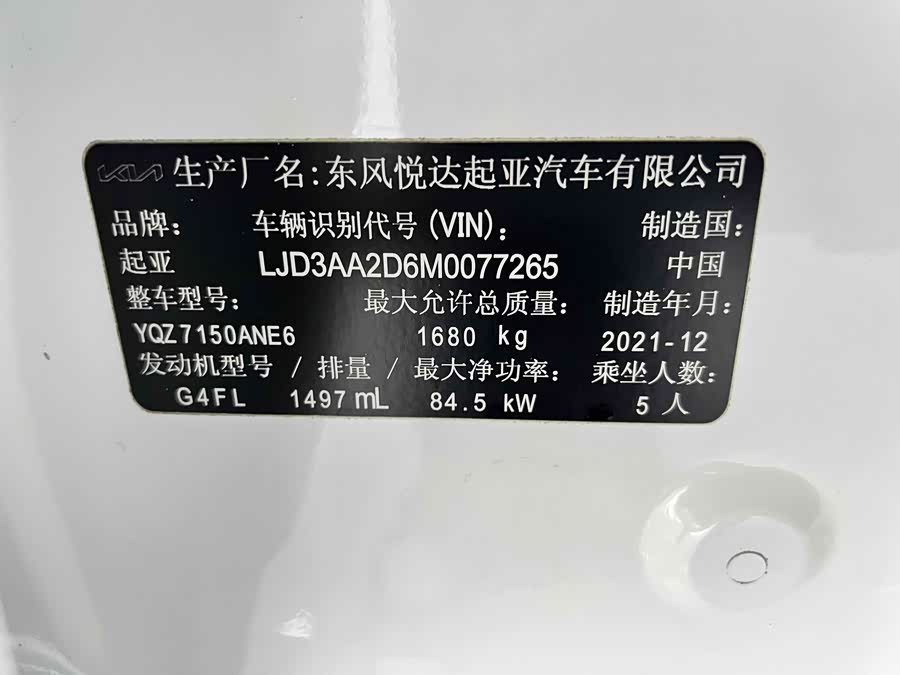 KIA 生产厂名:东风悦达起亚汽车有限公司
品牌: 车辆识别代号(VIN): 制造国:
起亚 LJD3AA2D6M0077265 中国
整车型号: 最大允许总质量: 制造年月:
YQZ7150ANE6 1680 kg 2021-12
发动机型号 / 排量 / 最大净功率: 乘坐人数:
G4FL 1497 mL 84.5 kW 5 人